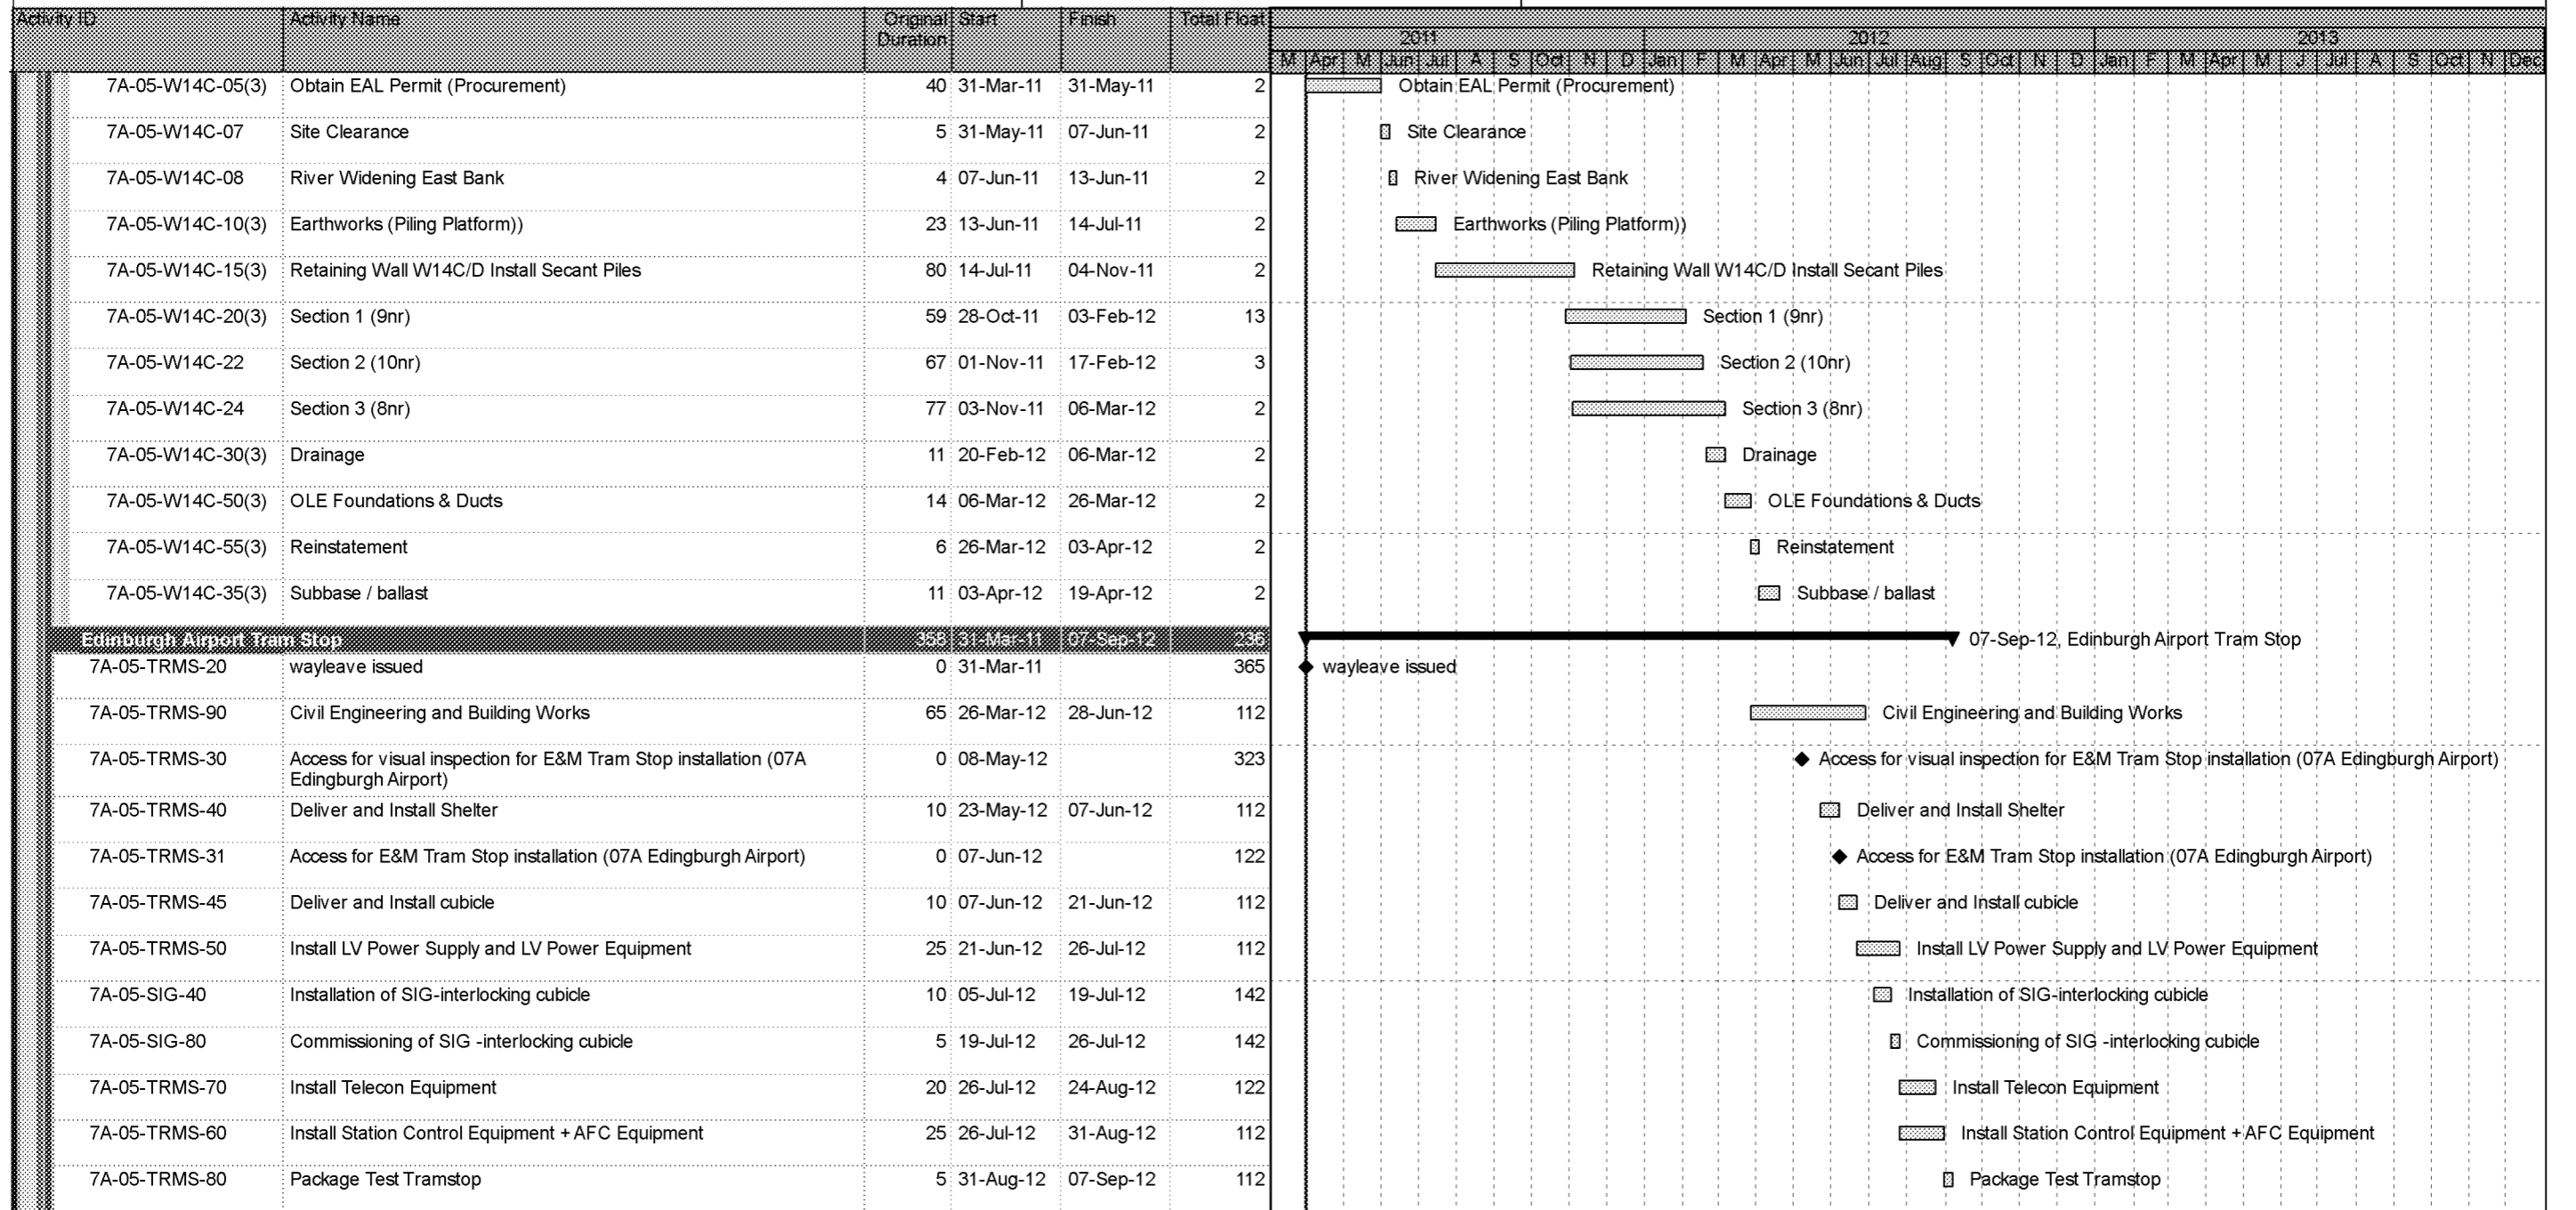 Activity ID Activity Name Original Start Finish Total Float
Duration
2011 2012 2013
M Apr M Jun Jul A S Oct N D Jan F M Apr M Jun Jul Aug S Oct N D Jan F M Apr M J Jul A S Oct N Dec
7A-05-W14C-05(3) Obtain EAL Permit (Procurement) 40 31-Mar-11 31-May-11 2 Obtain EAL Permit (Procurement)
7A-05-W14C-07 Site Clearance 5 31-May-11 07-Jun-11 2 Site Clearance
7A-05-W14C-08 River Widening East Bank 4 07-Jun-11 13-Jun-11 2 River Widening East Bank
7A-05-W14C-10(3) Earthworks (Piling Platform)) 23 13-Jun-11 14-Jul-11 2 Earthworks (Piling Platform))
7A-05-W14C-15(3) Retaining Wall W14C/D Install Secant Piles 80 14-Jul-11 04-Nov-11 2 Retaining Wall W14C/D Install Secant Piles
7A-05-W14C-20(3) Section 1 (9nr) 59 28-Oct-11 03-Feb-12 13 Section 1 (9nr)
7A-05-W14C-22 Section 2 (10nr) 67 01-Nov-11 17-Feb-12 3 Section 2 (10nr)
7A-05-W14C-24 Section 3 (8nr) 77 03-Nov-11 06-Mar-12 2 Section 3 (8nr)
7A-05-W14C-30(3) Drainage 11 20-Feb-12 06-Mar-12 2 Drainage
7A-05-W14C-50(3) OLE Foundations & Ducts 14 06-Mar-12 26-Mar-12 2 OLE Foundations & Ducts
7A-05-W14C-55(3) Reinstatement 6 26-Mar-12 03-Apr-12 2 Reinstatement
7A-05-W14C-35(3) Subbase / ballast 11 03-Apr-12 19-Apr-12 2 Subbase / ballast
Edinburgh Airport Tram Stop 358 31-Mar-11 07-Sep-12 236 07-Sep-12, Edinburgh Airport Tram Stop
7A-05-TRMS-20 wayleave issued 0 31-Mar-11 365 wayleave issued
7A-05-TRMS-90 Civil Engineering and Building Works 65 26-Mar-12 28-Jun-12 112 Civil Engineering and Building Works
7A-05-TRMS-30 Access for visual inspection for E&M Tram Stop installation (07A 0 08-May-12 323 Access for visual inspection for E&M Tram Stop installation (07A Edingburgh Airport)
Edingburgh Airport)
7A-05-TRMS-40 Deliver and Install Shelter 10 23-May-12 07-Jun-12 112 Deliver and Install Shelter
7A-05-TRMS-31 Access for E&M Tram Stop installation (07A Edingburgh Airport) 0 07-Jun-12 122 Access for E&M Tram Stop installation (07A Edingburgh Airport)
7A-05-TRMS-45 Deliver and Install cubicle 10 07-Jun-12 21-Jun-12 112 Deliver and Install cubicle
7A-05-TRMS-50 Install LV Power Supply and LV Power Equipment 25 21-Jun-12 26-Jul-12 112 Install LV Power Supply and LV Power Equipment
7A-05-SIG-40 Installation of SIG-interlocking cubicle 10 05-Jul-12 19-Jul-12 142 Installation of SIG-interlocking cubicle
7A-05-SIG-80 Commissioning of SIG -interlocking cubicle 5 19-Jul-12 26-Jul-12 142 Commissioning of SIG -interlocking cubicle
7A-05-TRMS-70 Install Telecon Equipment 20 26-Jul-12 24-Aug-12 122 Install Telecon Equipment
7A-05-TRMS-60 Install Station Control Equipment + AFC Equipment 25 26-Jul-12 31-Aug-12 112 Install Station Control Equipment + AFC Equipment
7A-05-TRMS-80 Package Test Tramstop 5 31-Aug-12 07-Sep-12 112 Package Test Tramstop